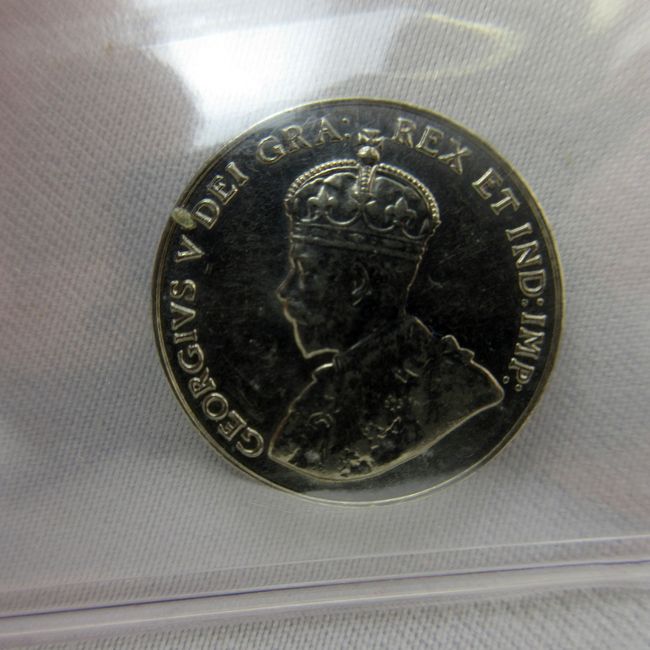 GEORGIVS V DEI GRA: REX ET IND: IMP: